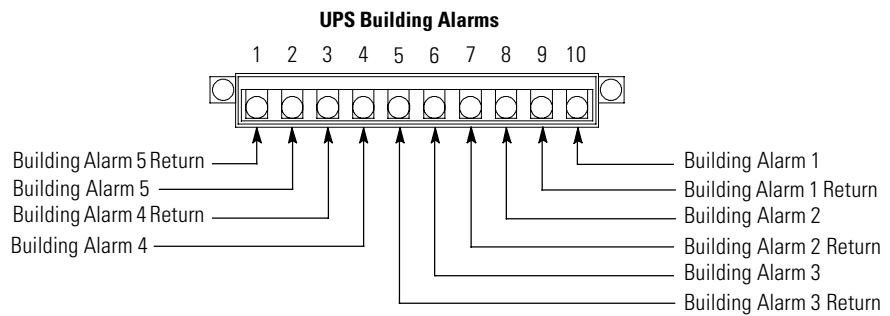 UPS Building Alarms
1 2 3 4 5 6 7 8 9 10
Building Alarm 5 Return
Building Alarm 5
Building Alarm 4 Return
Building Alarm 4
Building Alarm 1
Building Alarm 1 Return
Building Alarm 2
Building Alarm 2 Return
Building Alarm 3
Building Alarm 3 Return